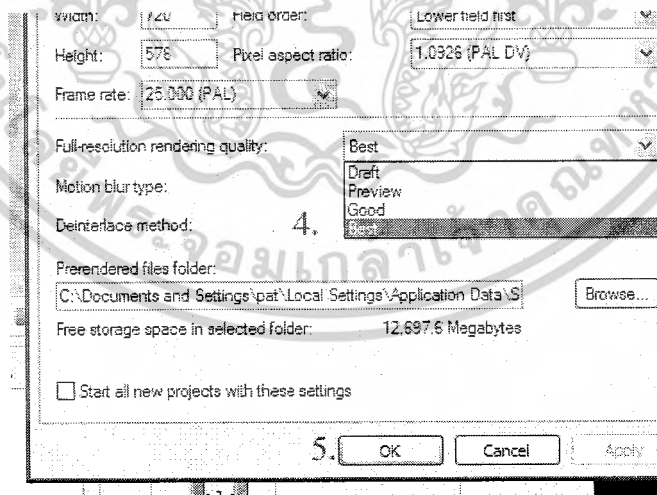 Width: 720 Field order: Lower field first
Height: 576 Pixel aspect ratio: 1.0926 (PAL DV)
Frame rate: 25.000 (PAL)
Full-resolution rendering quality: Best
Draft
Motion blur type: Preview
Good
Deinterlace method: 4. Best
Prerendered files folder:
C:\Documents and Settings\pat\Local Settings\Application Data\S Browse...
Free storage space in selected folder: 12,697.6 Megabytes
Start all new projects with these settings
5. OK Cancel Apply